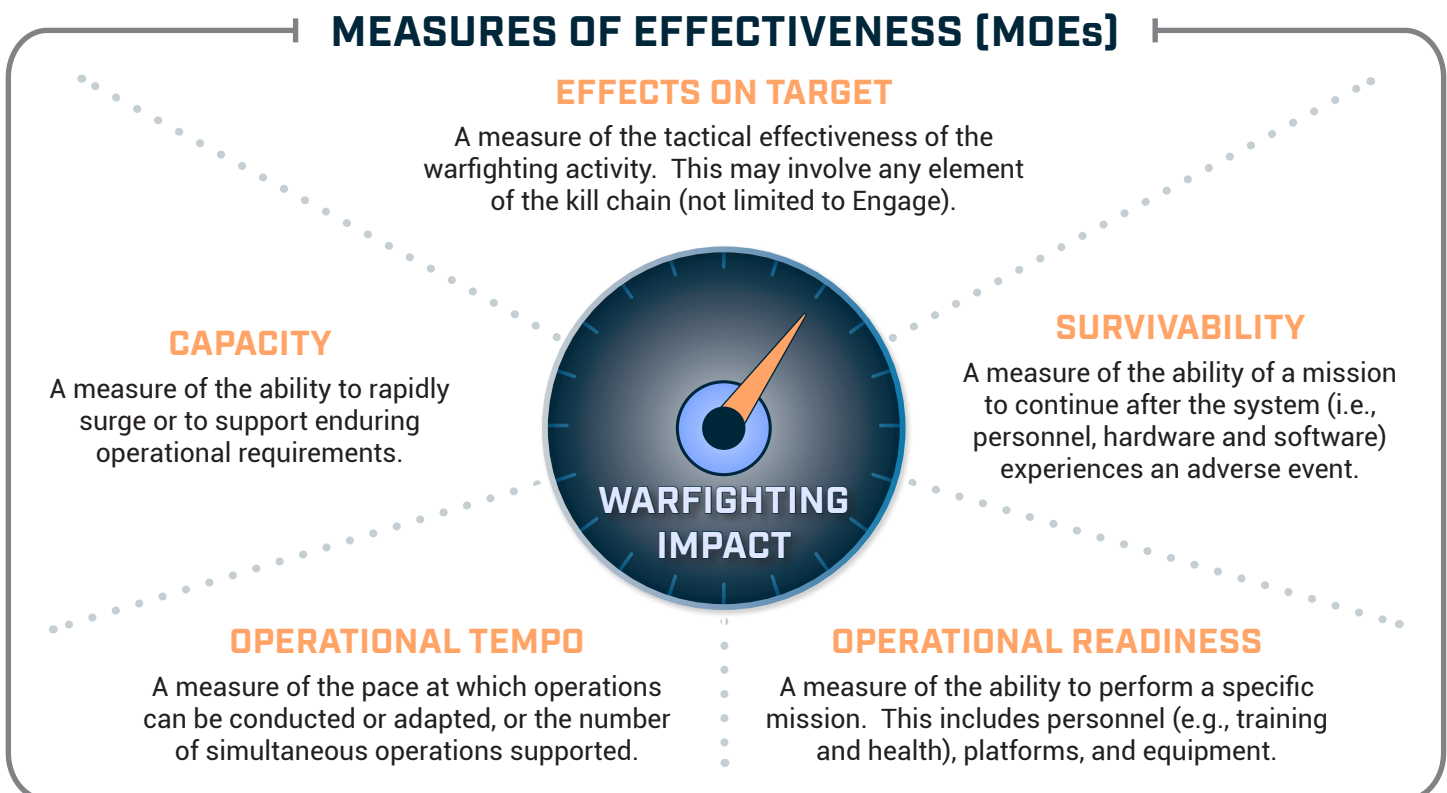 MEASURES OF EFFECTIVENESS (MOEs)
EFFECTS ON TARGET
A measure of the tactical effectiveness of the
warfighting activity.  This may involve any element
of the kill chain (not limited to Engage).
CAPACITY
A measure of the ability to rapidly
surge or to support enduring
operational requirements.
SURVIVABILITY
A measure of the ability of a mission
to continue after the system (i.e.,
personnel, hardware and software)
experiences an adverse event.
WARFIGHTING
IMPACT
OPERATIONAL TEMPO
A measure of the pace at which operations
can be conducted or adapted, or the number
of simultaneous operations supported.
OPERATIONAL READINESS
A measure of the ability to perform a specific
mission.  This includes personnel (e.g., training
and health), platforms, and equipment.